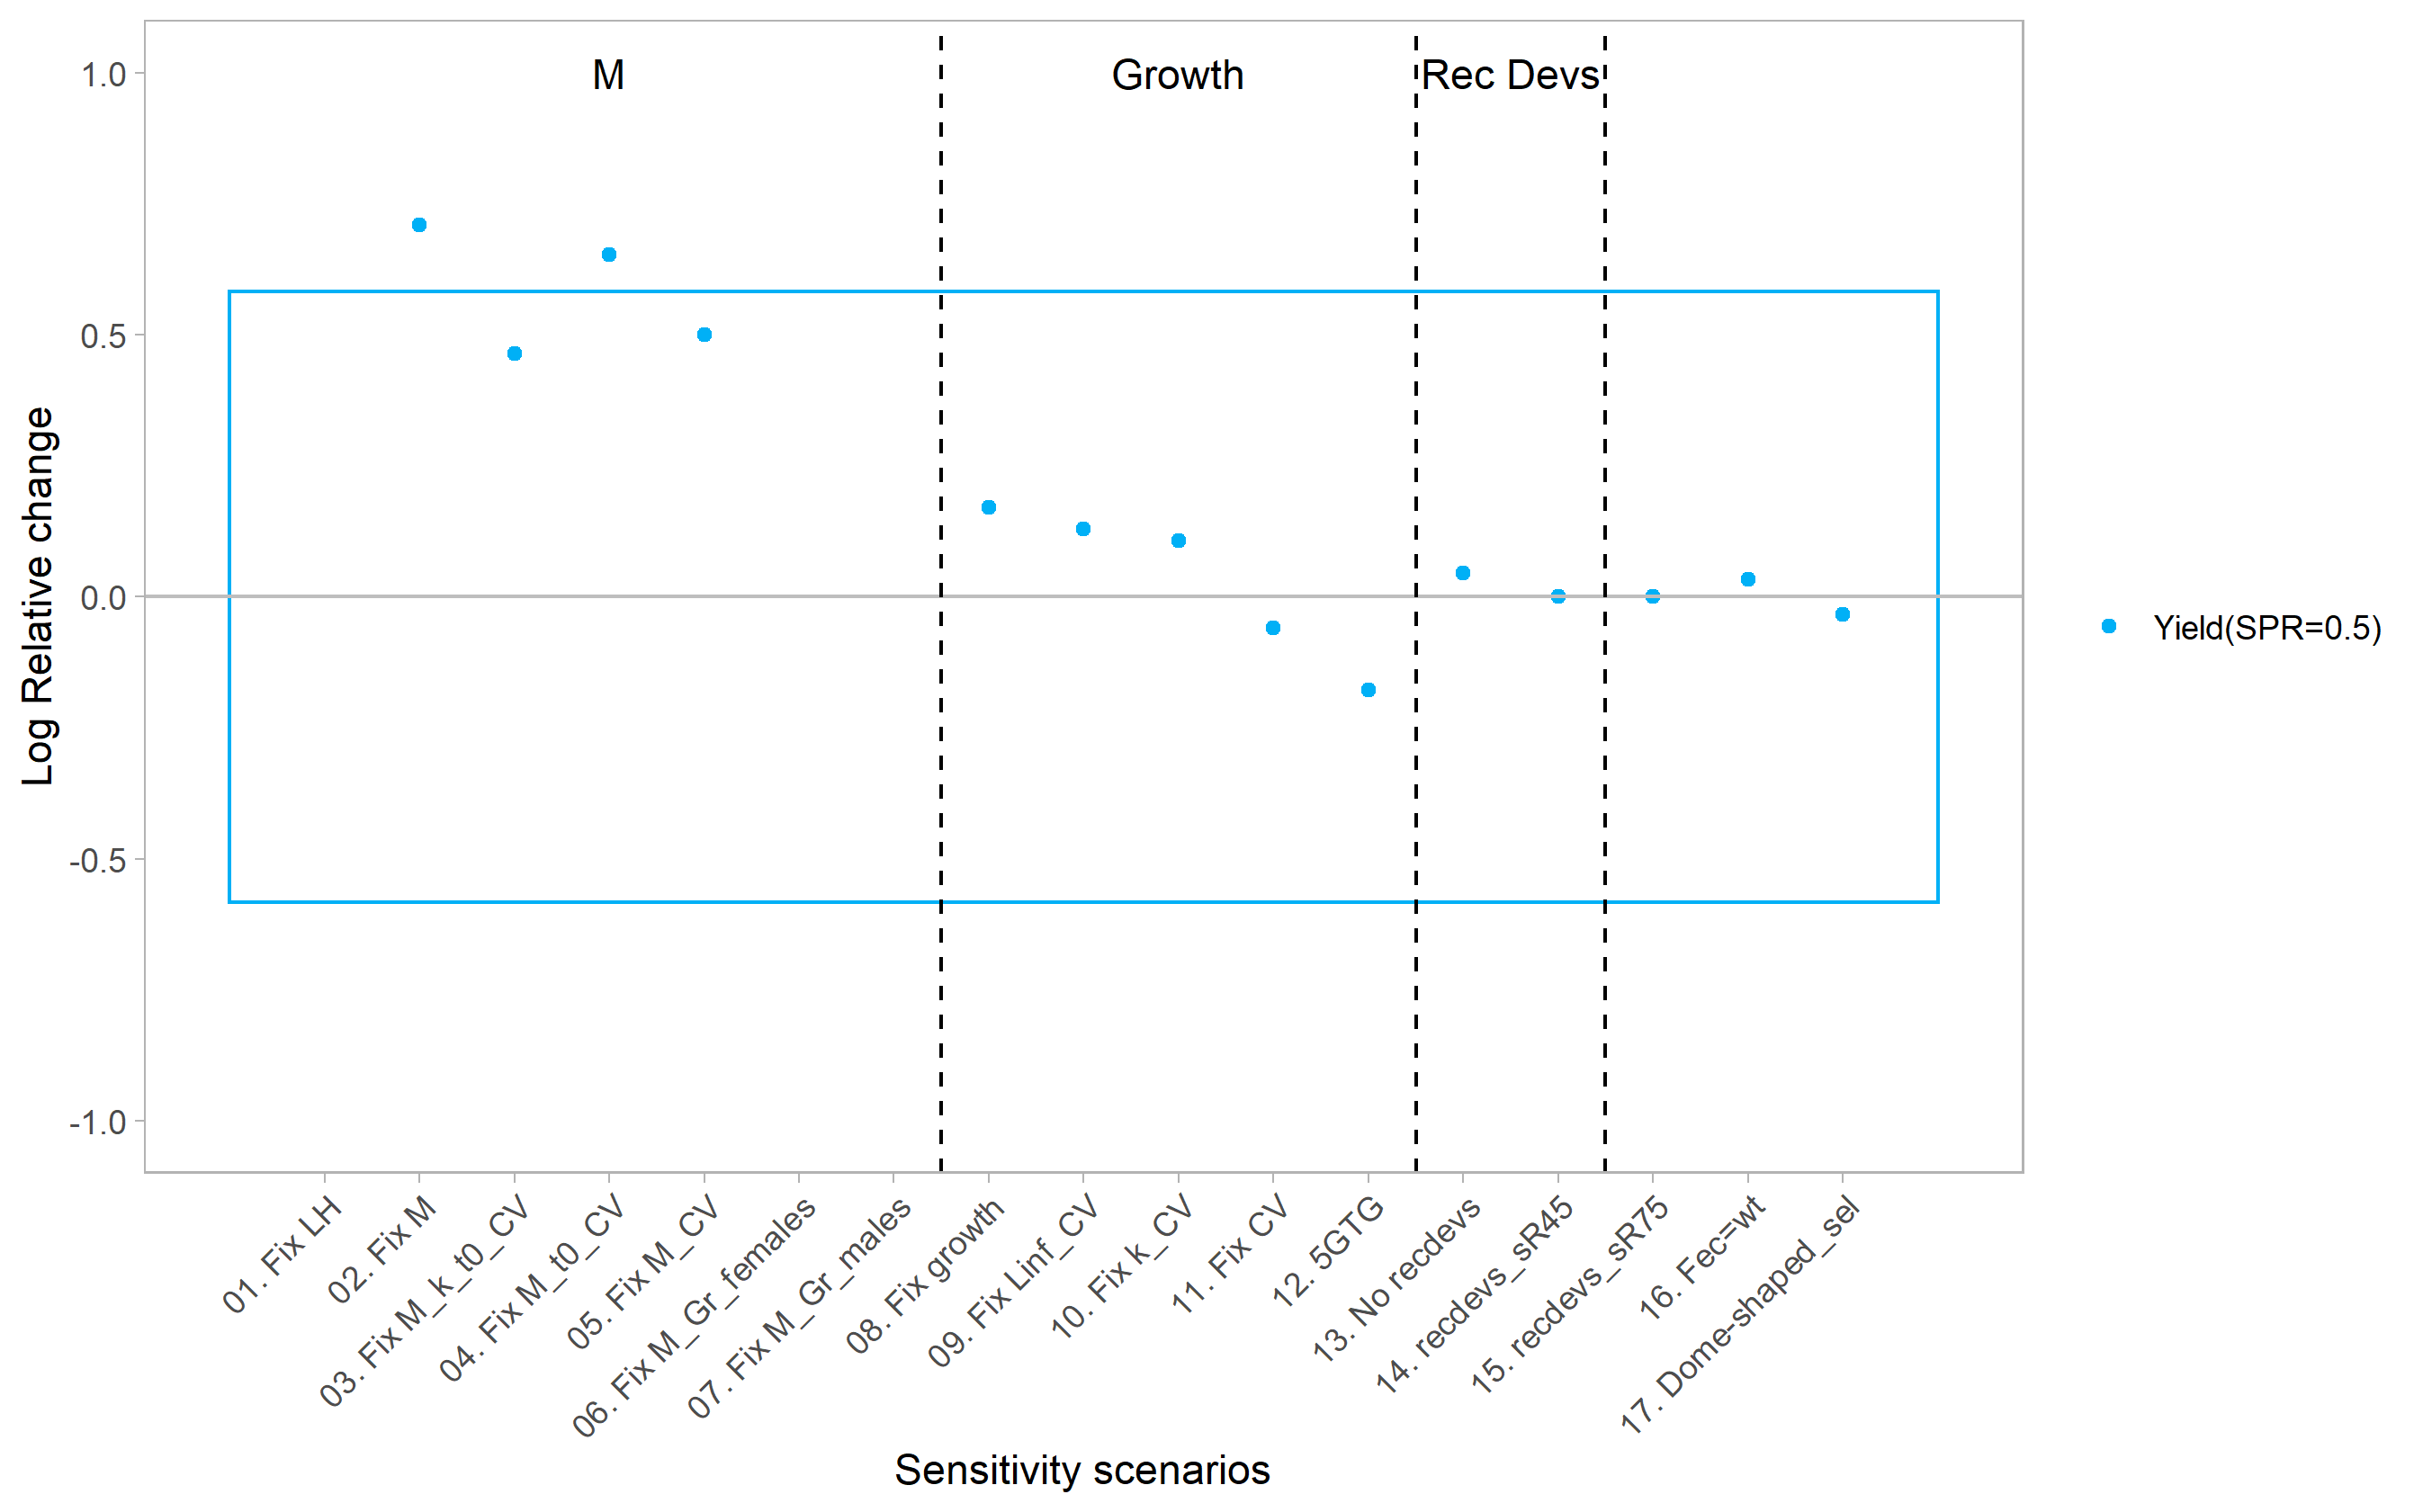 M
Growth
Rec Devs
1.0
0.5
0.0
-0.5
-1.0
Log Relative change
01. Fix LH
02. Fix M
03. Fix M_k_t0_CV
04. Fix M_t0_CV
05. Fix M_CV
06. Fix M_Gr_females
07. Fix M_Gr_males
08. Fix growth
09. Fix Linf_CV
10. Fix k_CV
11. Fix CV
12. 5GTG
13. No recdevs
14. recdevs_sR45
15. recdevs_sR75
16. Fec=wt
17. Dome-shaped_sel
Sensitivity scenarios
Yield(SPR=0.5)